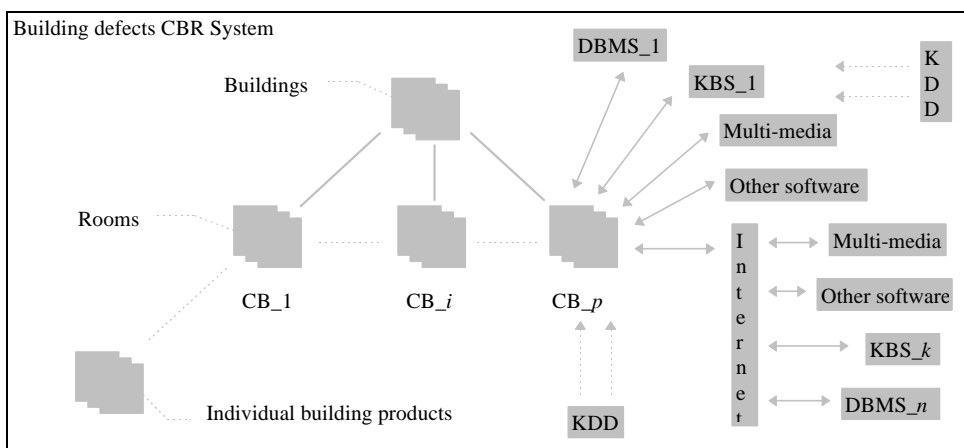 Building defects CBR System
DBMS_1
K
D
D
Buildings
KBS_1
Multi-media
Other software
Rooms
I
n
t
e
r
n
e
t
Multi-media
CB_1
CB_i
CB_p
Other software
KBS_k
Individual building products
KDD
DBMS_n